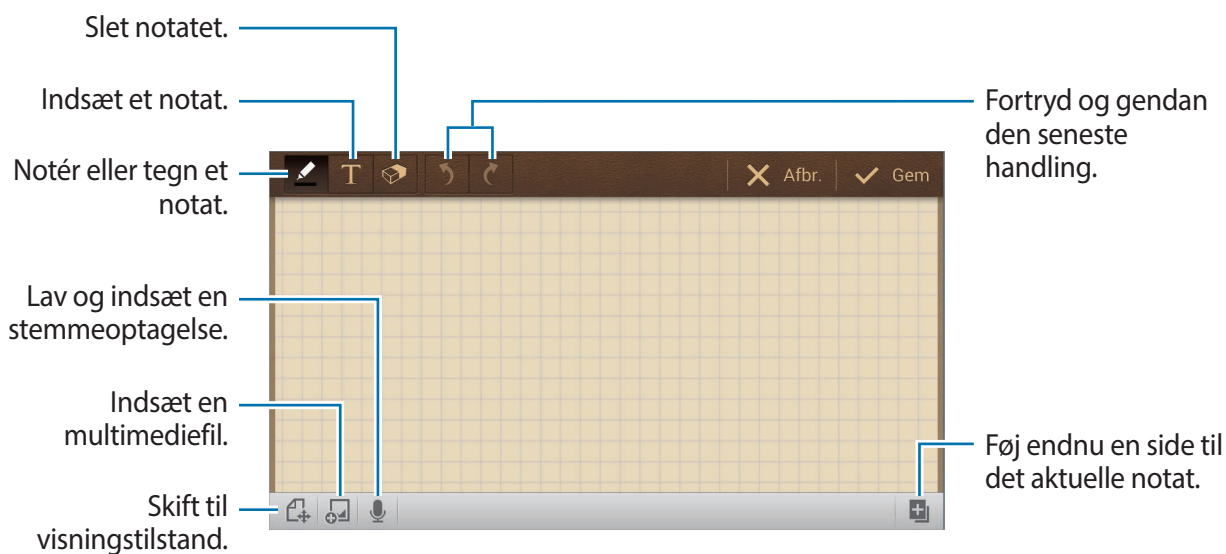 Slet notatet.
Indsæt et notat.
Notér eller tegn et
notat.
Lav og indsæt en
stemmeoptagelse.
Indsæt en
multimediefil.
Skift til
visningstilstand.
T
Afbr.
Gem
Fortryd og gendan
den seneste
handling.
Føj endnu en side til
det aktuelle notat.